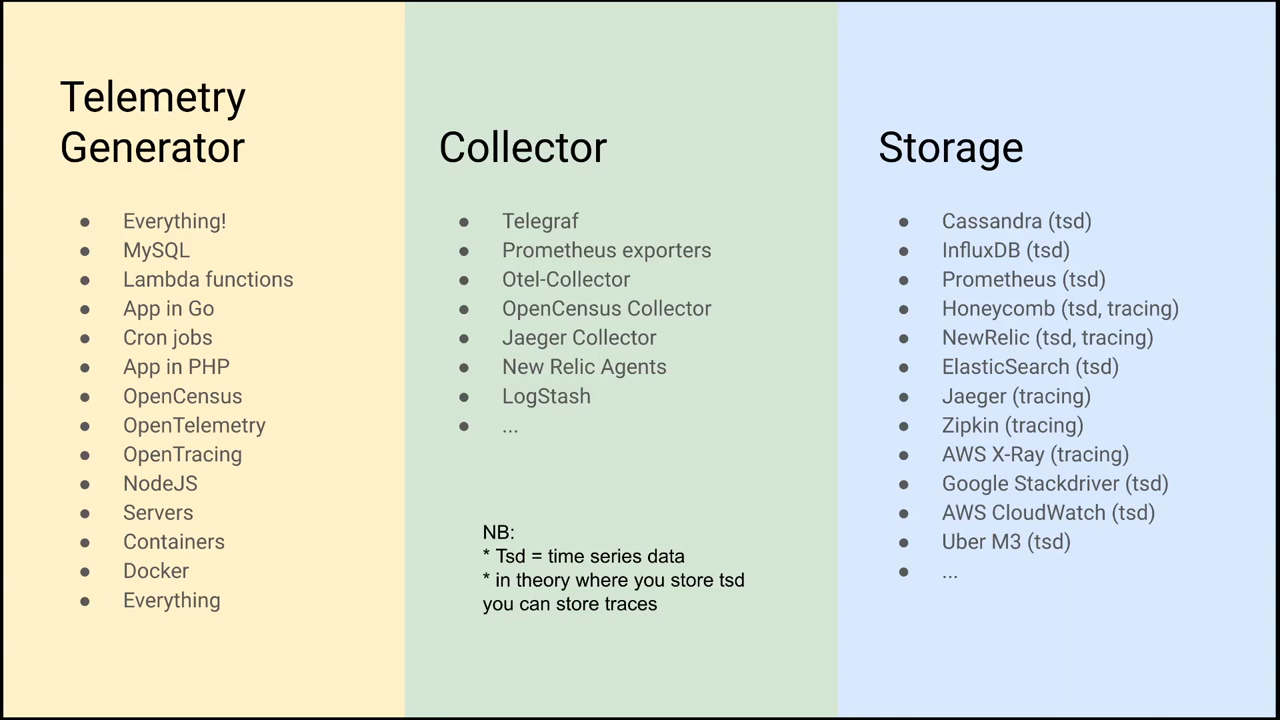 Telemetry
Generator
Everything!
MySQL
Lambda functions
App in Go
Cron jobs
App in PHP
OpenCensus
OpenTelemetry
OpenTracing
NodeJS
Servers
Containers
Docker
Everything
Collector
Telegraf
Prometheus exporters
Otel-Collector
OpenCensus Collector
Jaeger Collector
New Relic Agents
LogStash
...
NB:
* Tsd = time series data
* in theory where you store tsd
you can store traces
Storage
Cassandra (tsd)
InfluxDB (tsd)
Prometheus (tsd)
Honeycomb (tsd, tracing)
NewRelic (tsd, tracing)
ElasticSearch (tsd)
Jaeger (tracing)
Zipkin (tracing)
AWS X-Ray (tracing)
Google Stackdriver (tsd)
AWS CloudWatch (tsd)
Uber M3 (tsd)
...